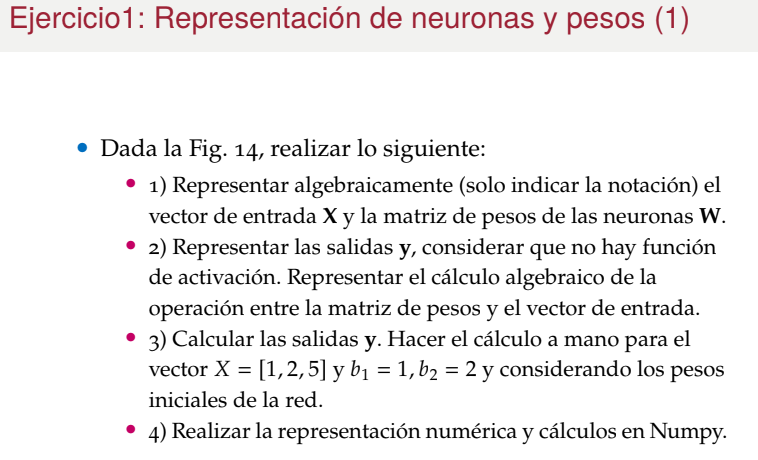 Ejercicio1: Representación de neuronas y pesos (1)
• Dada la Fig. 14, realizar lo siguiente:
• 1) Representar algebraicamente (solo indicar la notación) el
vector de entrada X y la matriz de pesos de las neuronas W.
• 2) Representar las salidas y, considerar que no hay función
de activación. Representar el cálculo algebraico de la
operación entre la matriz de pesos y el vector de entrada.
• 3) Calcular las salidas y. Hacer el cálculo a mano para el
vector X = [1, 2, 5] y b₁ = 1, b₂ = 2 y considerando los pesos
iniciales de la red.
• 4) Realizar la representación numérica y cálculos en Numpy.